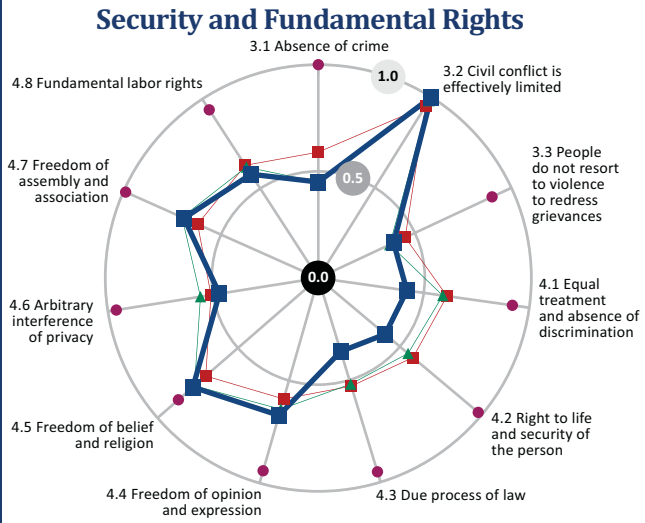 Security and Fundamental Rights
3.1 Absence of crime
1.0
3.2 Civil conflict is
effectively limited
4.8 Fundamental labor rights
3.3 People
do not resort
to violence
to redress
grievances
4.7 Freedom of
assembly and
association
0.5
0.0
4.1 Equal
treatment
and absence of
discrimination
4.6 Arbitrary
interference
of privacy
4.2 Right to life
and security of
the person
4.5 Freedom of belief
and religion
4.4 Freedom of opinion
and expression
4.3 Due process of law